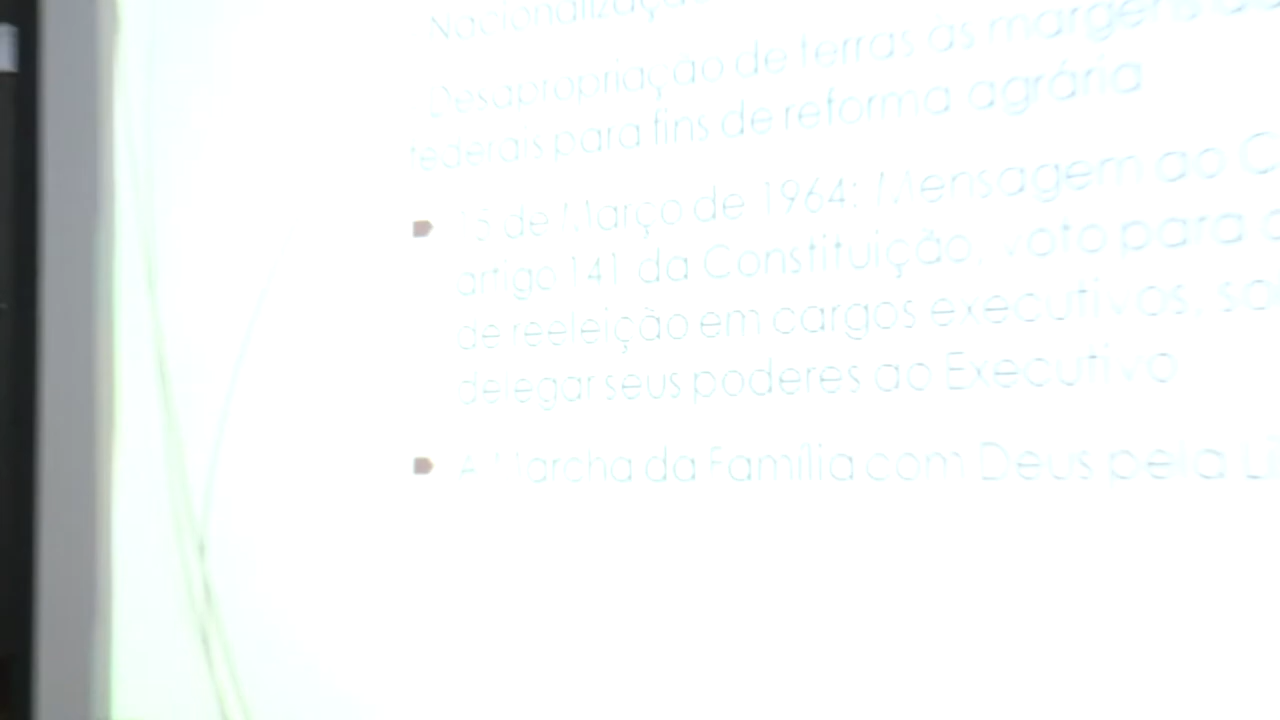 Desapropriação de terras às margens
federais para fins de reforma agrária
15 de Março de 1964: Mensagem ao
artigo 141 da Constituição, voto para
de reeleição em cargos executivos,
delegar seus poderes ao Executivo
A Marcha da Família com Deus pela